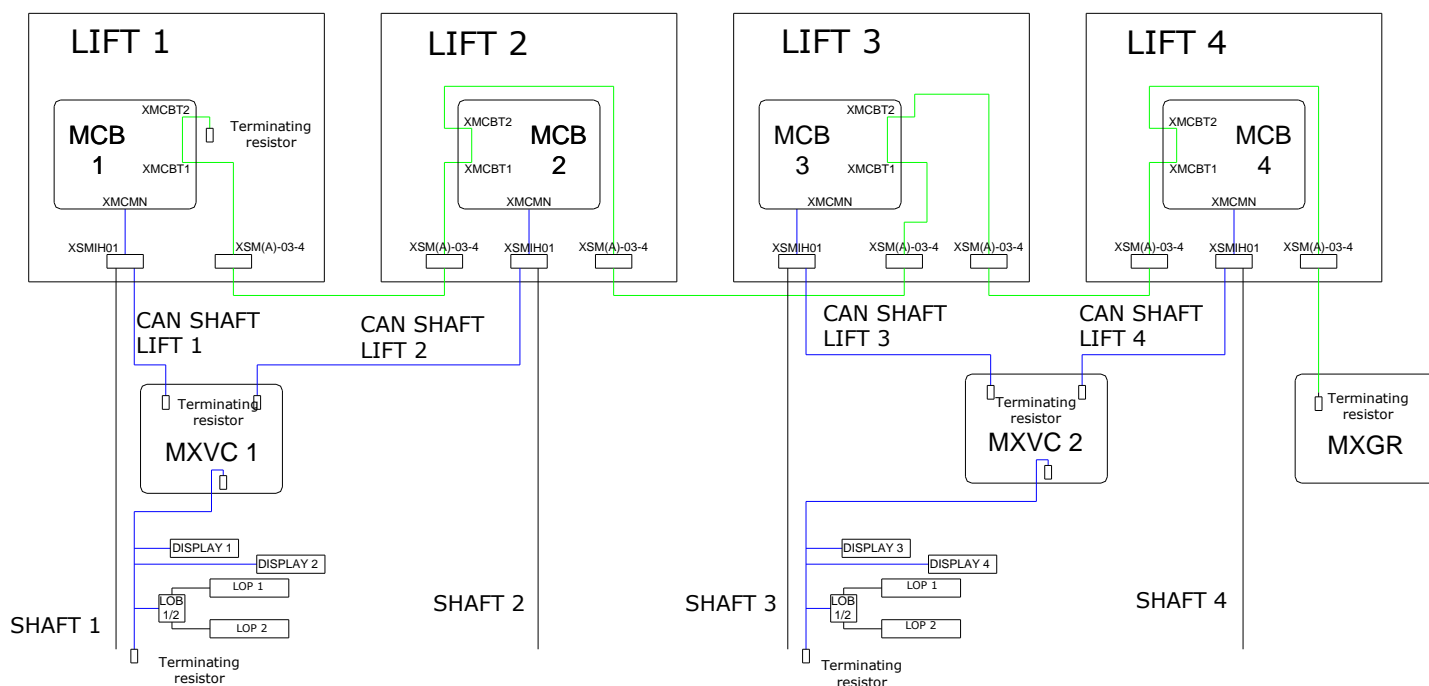 LIFT 1
XMCBT2
MCB
1
Terminating
resistor
XMCBT1
XMCMN
XSMIH01
XSM(A)-03-4
LIFT 2
XMCBT2
MCB
2
XMCBT1
XMCMN
XSM(A)-03-4
XSMIH01
XSM(A)-03-4
LIFT 3
XMCBT2
MCB
3
XMCBT1
XMCMN
XSMIH01
XSM(A)-03-4
XSM(A)-03-4
LIFT 4
XMCBT2
MCB
4
XMCBT1
XMCMN
XSM(A)-03-4
XSMIH01
XSM(A)-03-4
CAN SHAFT
LIFT 1
CAN SHAFT
LIFT 2
CAN SHAFT
LIFT 3
CAN SHAFT
LIFT 4
Terminating
resistor
MXVC 1
Terminating
resistor
MXVC 2
Terminating
resistor
MXGR
DISPLAY 1
DISPLAY 2
LOP 1
LOB
1/2
LOP 2
SHAFT 1
Terminating
resistor
SHAFT 2
DISPLAY 3
DISPLAY 4
LOP 1
LOB
1/2
LOP 2
SHAFT 3
Terminating
resistor
SHAFT 4